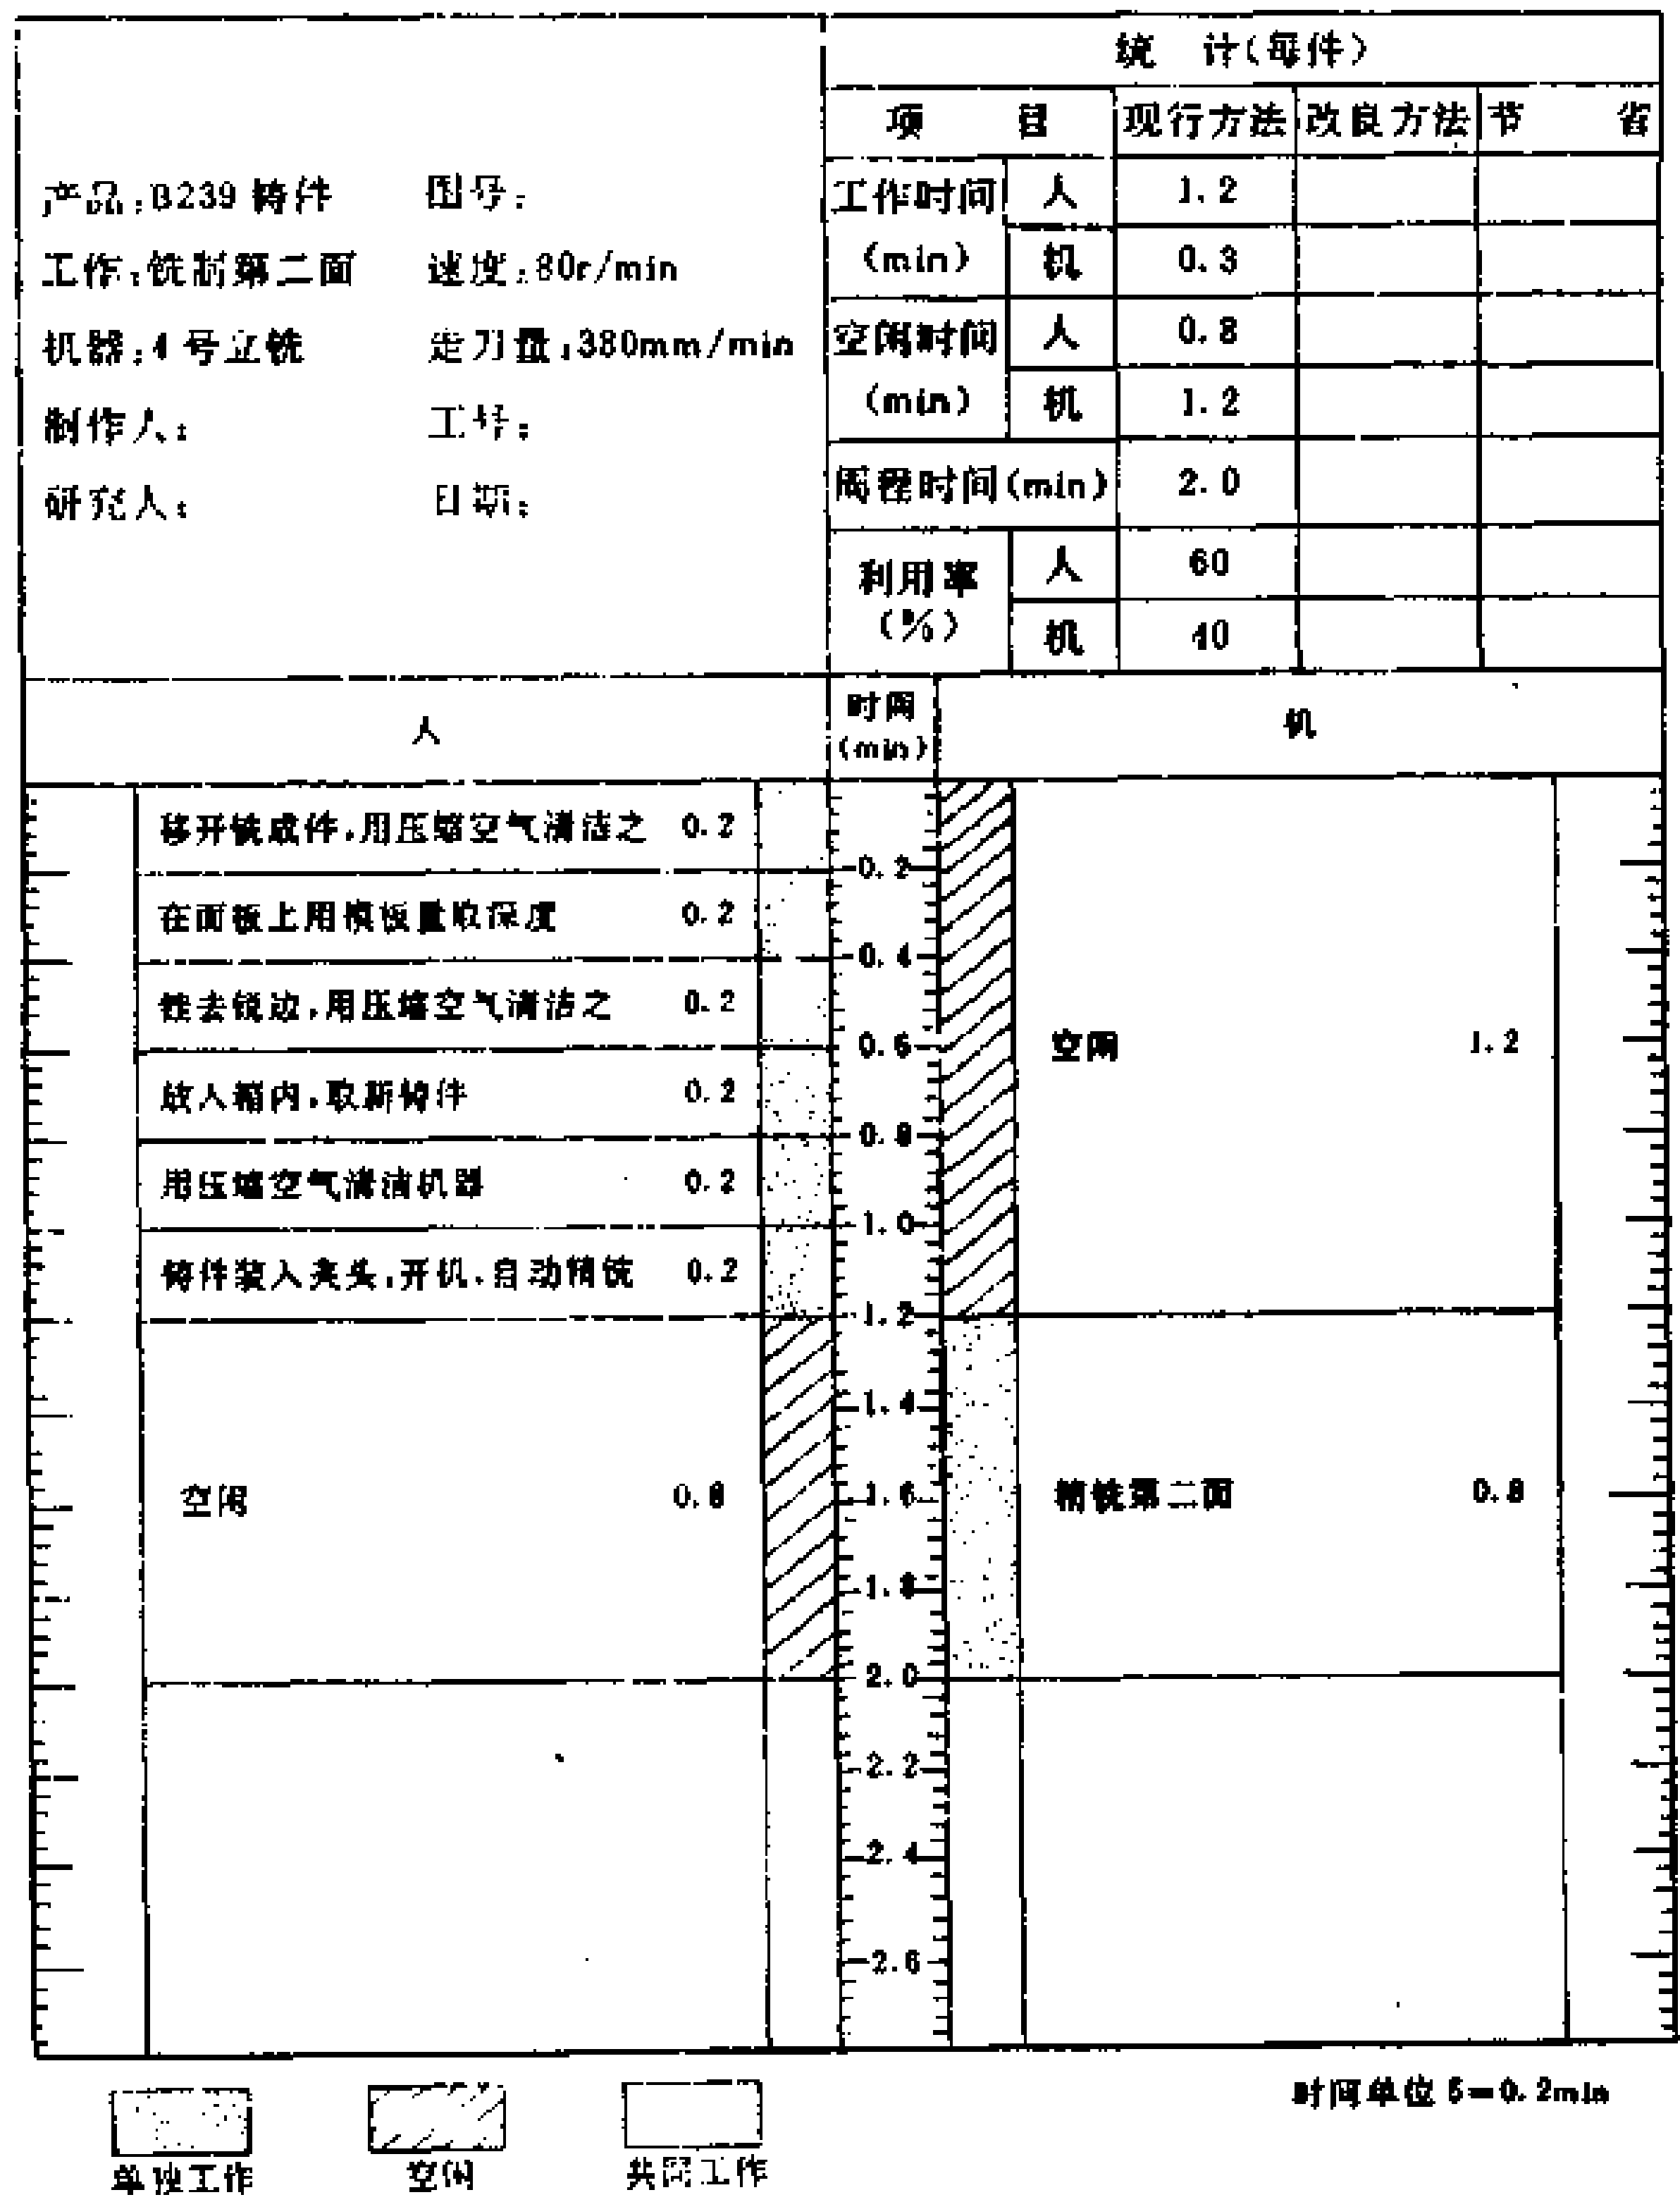 统 计(每件)
项 目 现行方法 改良方法 节 省
产品:B239铸件 图号:
工作时间 人 1.2
工作:铣制第二面 速度:80r/min
(min) 机 0.3
机器:4号立铣 走刀量:380mm/min
空闲时间 人 0.8
制作人: 工号:
(min) 机 1.2
研究人: 日期:
周程时间(min) 2.0
利用率 人 60
(%) 机 40
人 时间 机
(min)
移开铣成件,用压缩空气清洁之 0.2
0.2
在面板上用模板量取深度 0.2
0.4
锉去锐边,用压缩空气清洁之 0.2
0.6
空闲 1.2
放入箱内,取新铸件 0.2
0.8
用压缩空气清洁机器 0.2
1.0
铸件装入夹头,开机,自动精铣 0.2
1.2
1.4
空闲 0.8
1.6
精铣第二面 0.8
1.8
2.0
2.2
2.4
2.6
时间单位5=0.2min
单独工作 空闲 共同工作